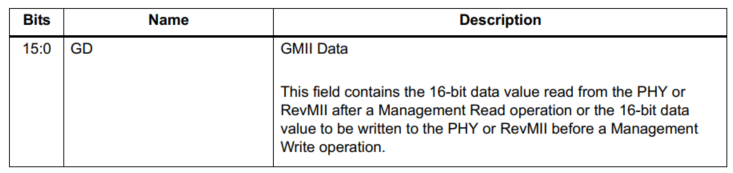 Bits Name Description
15:0 GD GMII Data
This field contains the 16-bit data value read from the PHY or
RevMII after a Management Read operation or the 16-bit data
value to be written to the PHY or RevMII before a Management
Write operation.